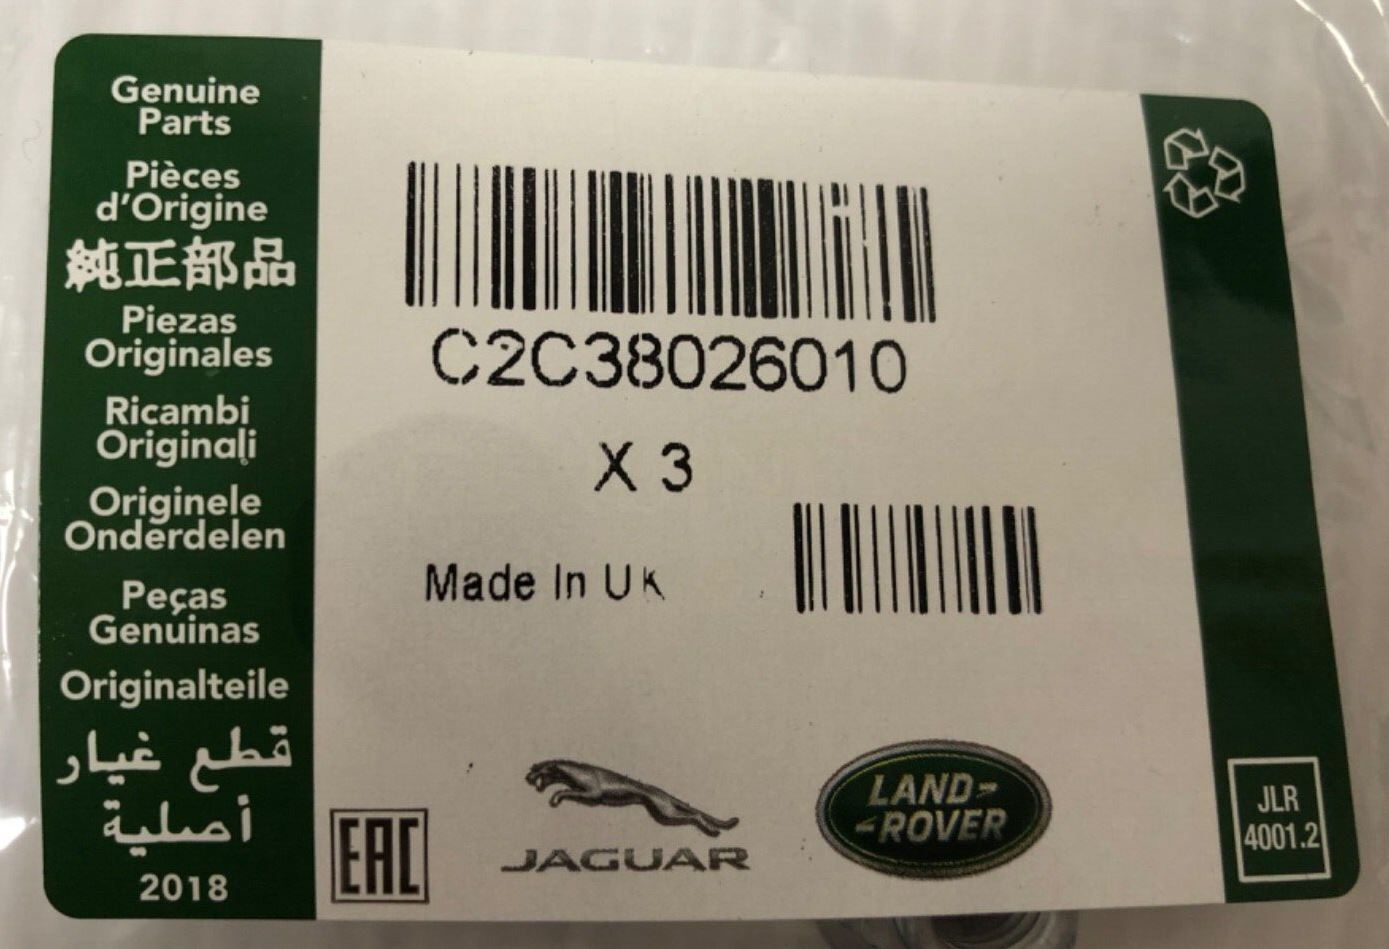 Genuine
Parts
Pièces
d'Origine
純正部品
Piezas
Originales
Ricambi
Originali
Originele
Onderdelen
Peças
Genuinas
Originalteile
قطع غيار
أصلية
2018
C2C38026010
X 3
Made In UK
EAC
JAGUAR
LAND-
-ROVER
JLR
4001.2